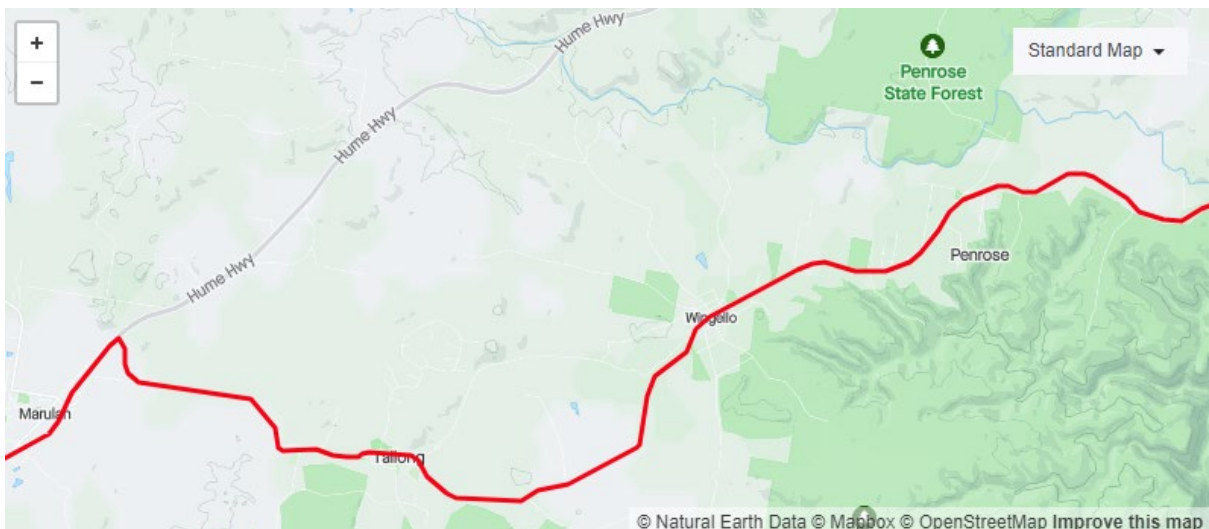 +
−
Hume Hwy
Standard Map
Penrose
State Forest
Hume Hwy
Hume Hwy
Penrose
Wingello
Marulan
Tallong
© Natural Earth Data © Mapbox © OpenStreetMap Improve this map